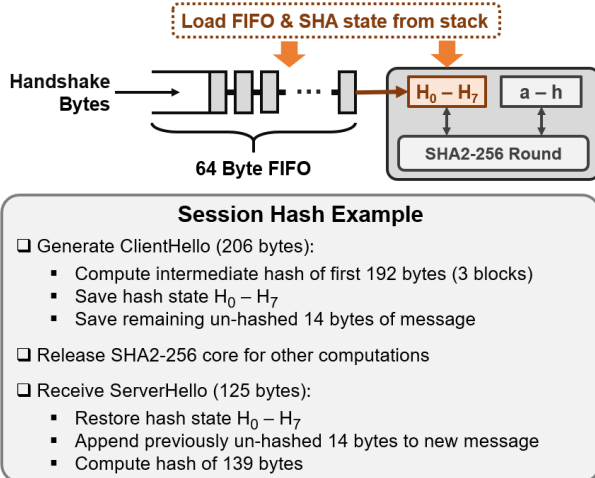 Load FIFO & SHA state from stack
Handshake
Bytes
64 Byte FIFO
H0 – H7
a – h
SHA2-256 Round
Session Hash Example
❑ Generate ClientHello (206 bytes):
▪ Compute intermediate hash of first 192 bytes (3 blocks)
▪ Save hash state H0 – H7
▪ Save remaining un-hashed 14 bytes of message
❑ Release SHA2-256 core for other computations
❑ Receive ServerHello (125 bytes):
▪ Restore hash state H0 – H7
▪ Append previously un-hashed 14 bytes to new message
▪ Compute hash of 139 bytes